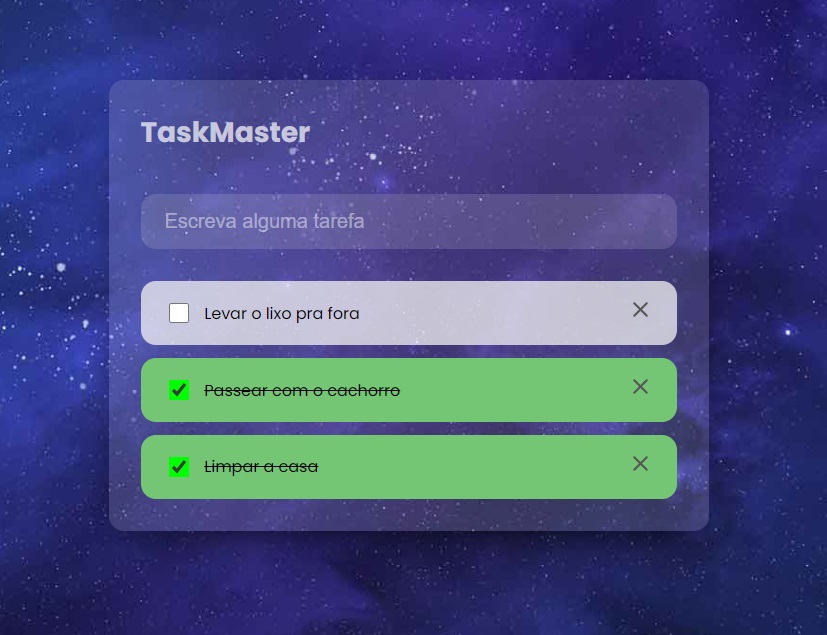 TaskMaster
Escreva alguma tarefa
Levar o lixo pra fora
Passear com o cachorro
Limpar a casa